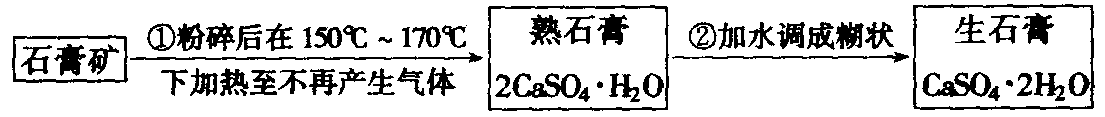 石膏矿
①粉碎后在150℃~170℃
下加热至不再产生气体
熟石膏
2CaSO₄·H₂O
②加水调成糊状
生石膏
CaSO₄·2H₂O